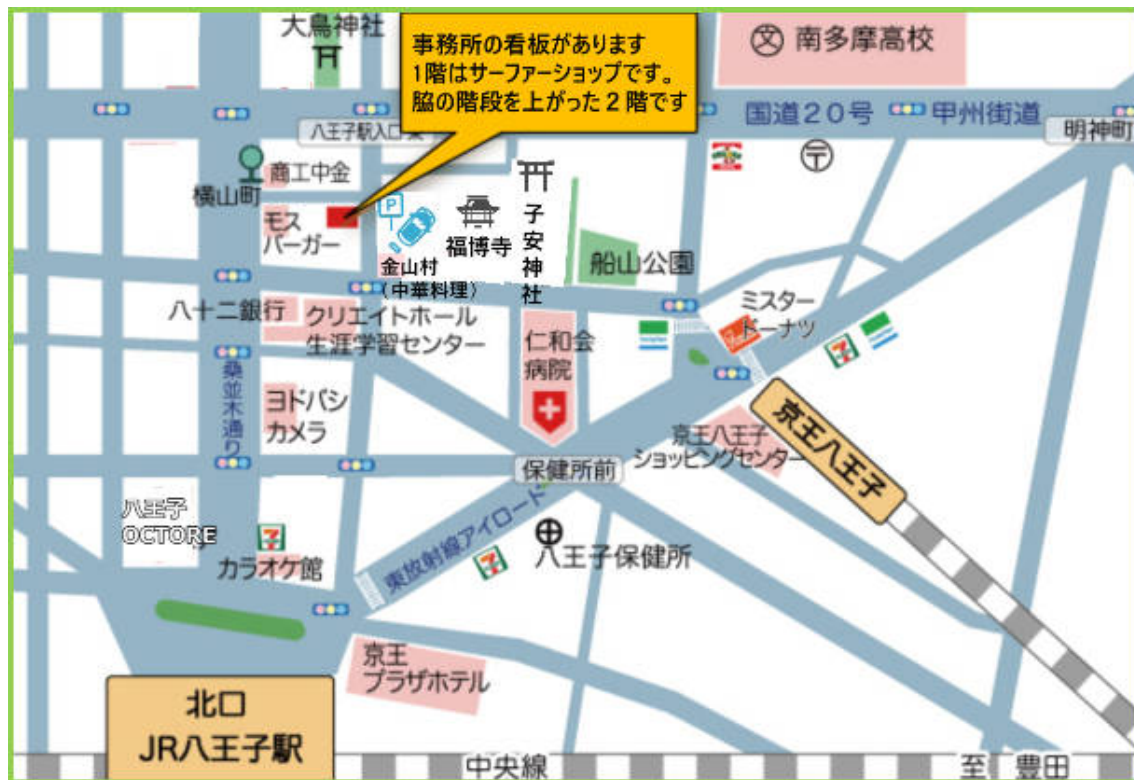 大鳥神社
事務所の看板があります
1階はサーファーショップです。
脇の階段を上がった２階です
南多摩高校
国道２０号
甲州街道
明神町
八王子駅入口
商工中金
横山町
モス
バーガー
P
金山村
(中華料理)
福博寺
子安神社
船山公園
八十二銀行
クリエイトホール
生涯学習センター
仁和会
病院
ミスター
ドーナツ
桑並木通り
ヨドバシ
カメラ
京王八王子
ショッピングセンター
京王八王子
保健所前
八王子
OCTORE
カラオケ館
東放射線アイロード
八王子保健所
京王
プラザホテル
北口
JR八王子駅
中央線
至 豊田